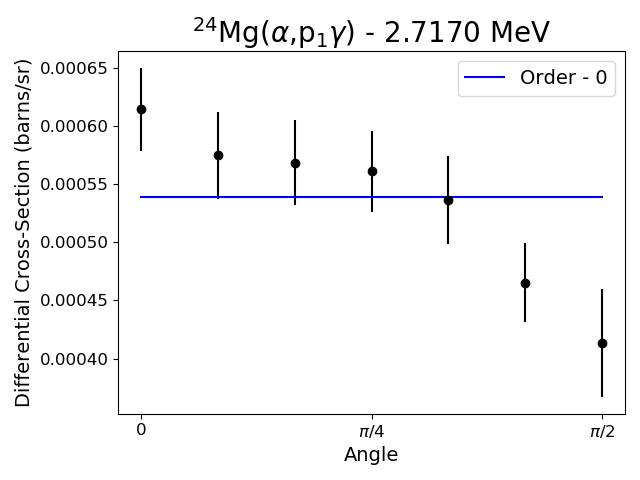 ²⁴Mg(α,p₁γ) - 2.7170 MeV
Order - 0
Differential Cross-Section (barns/sr)
0.00065
0.00060
0.00055
0.00050
0.00045
0.00040
0
π/4
π/2
Angle